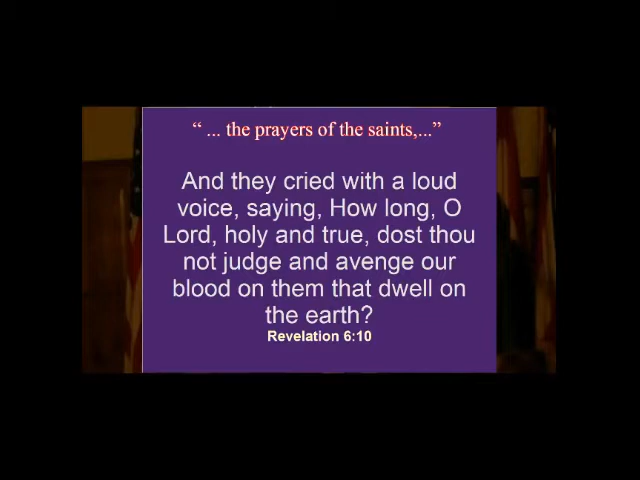 “ ... the prayers of the saints,...”
And they cried with a loud
voice, saying, How long, O
Lord, holy and true, dost thou
not judge and avenge our
blood on them that dwell on
the earth?
Revelation 6:10